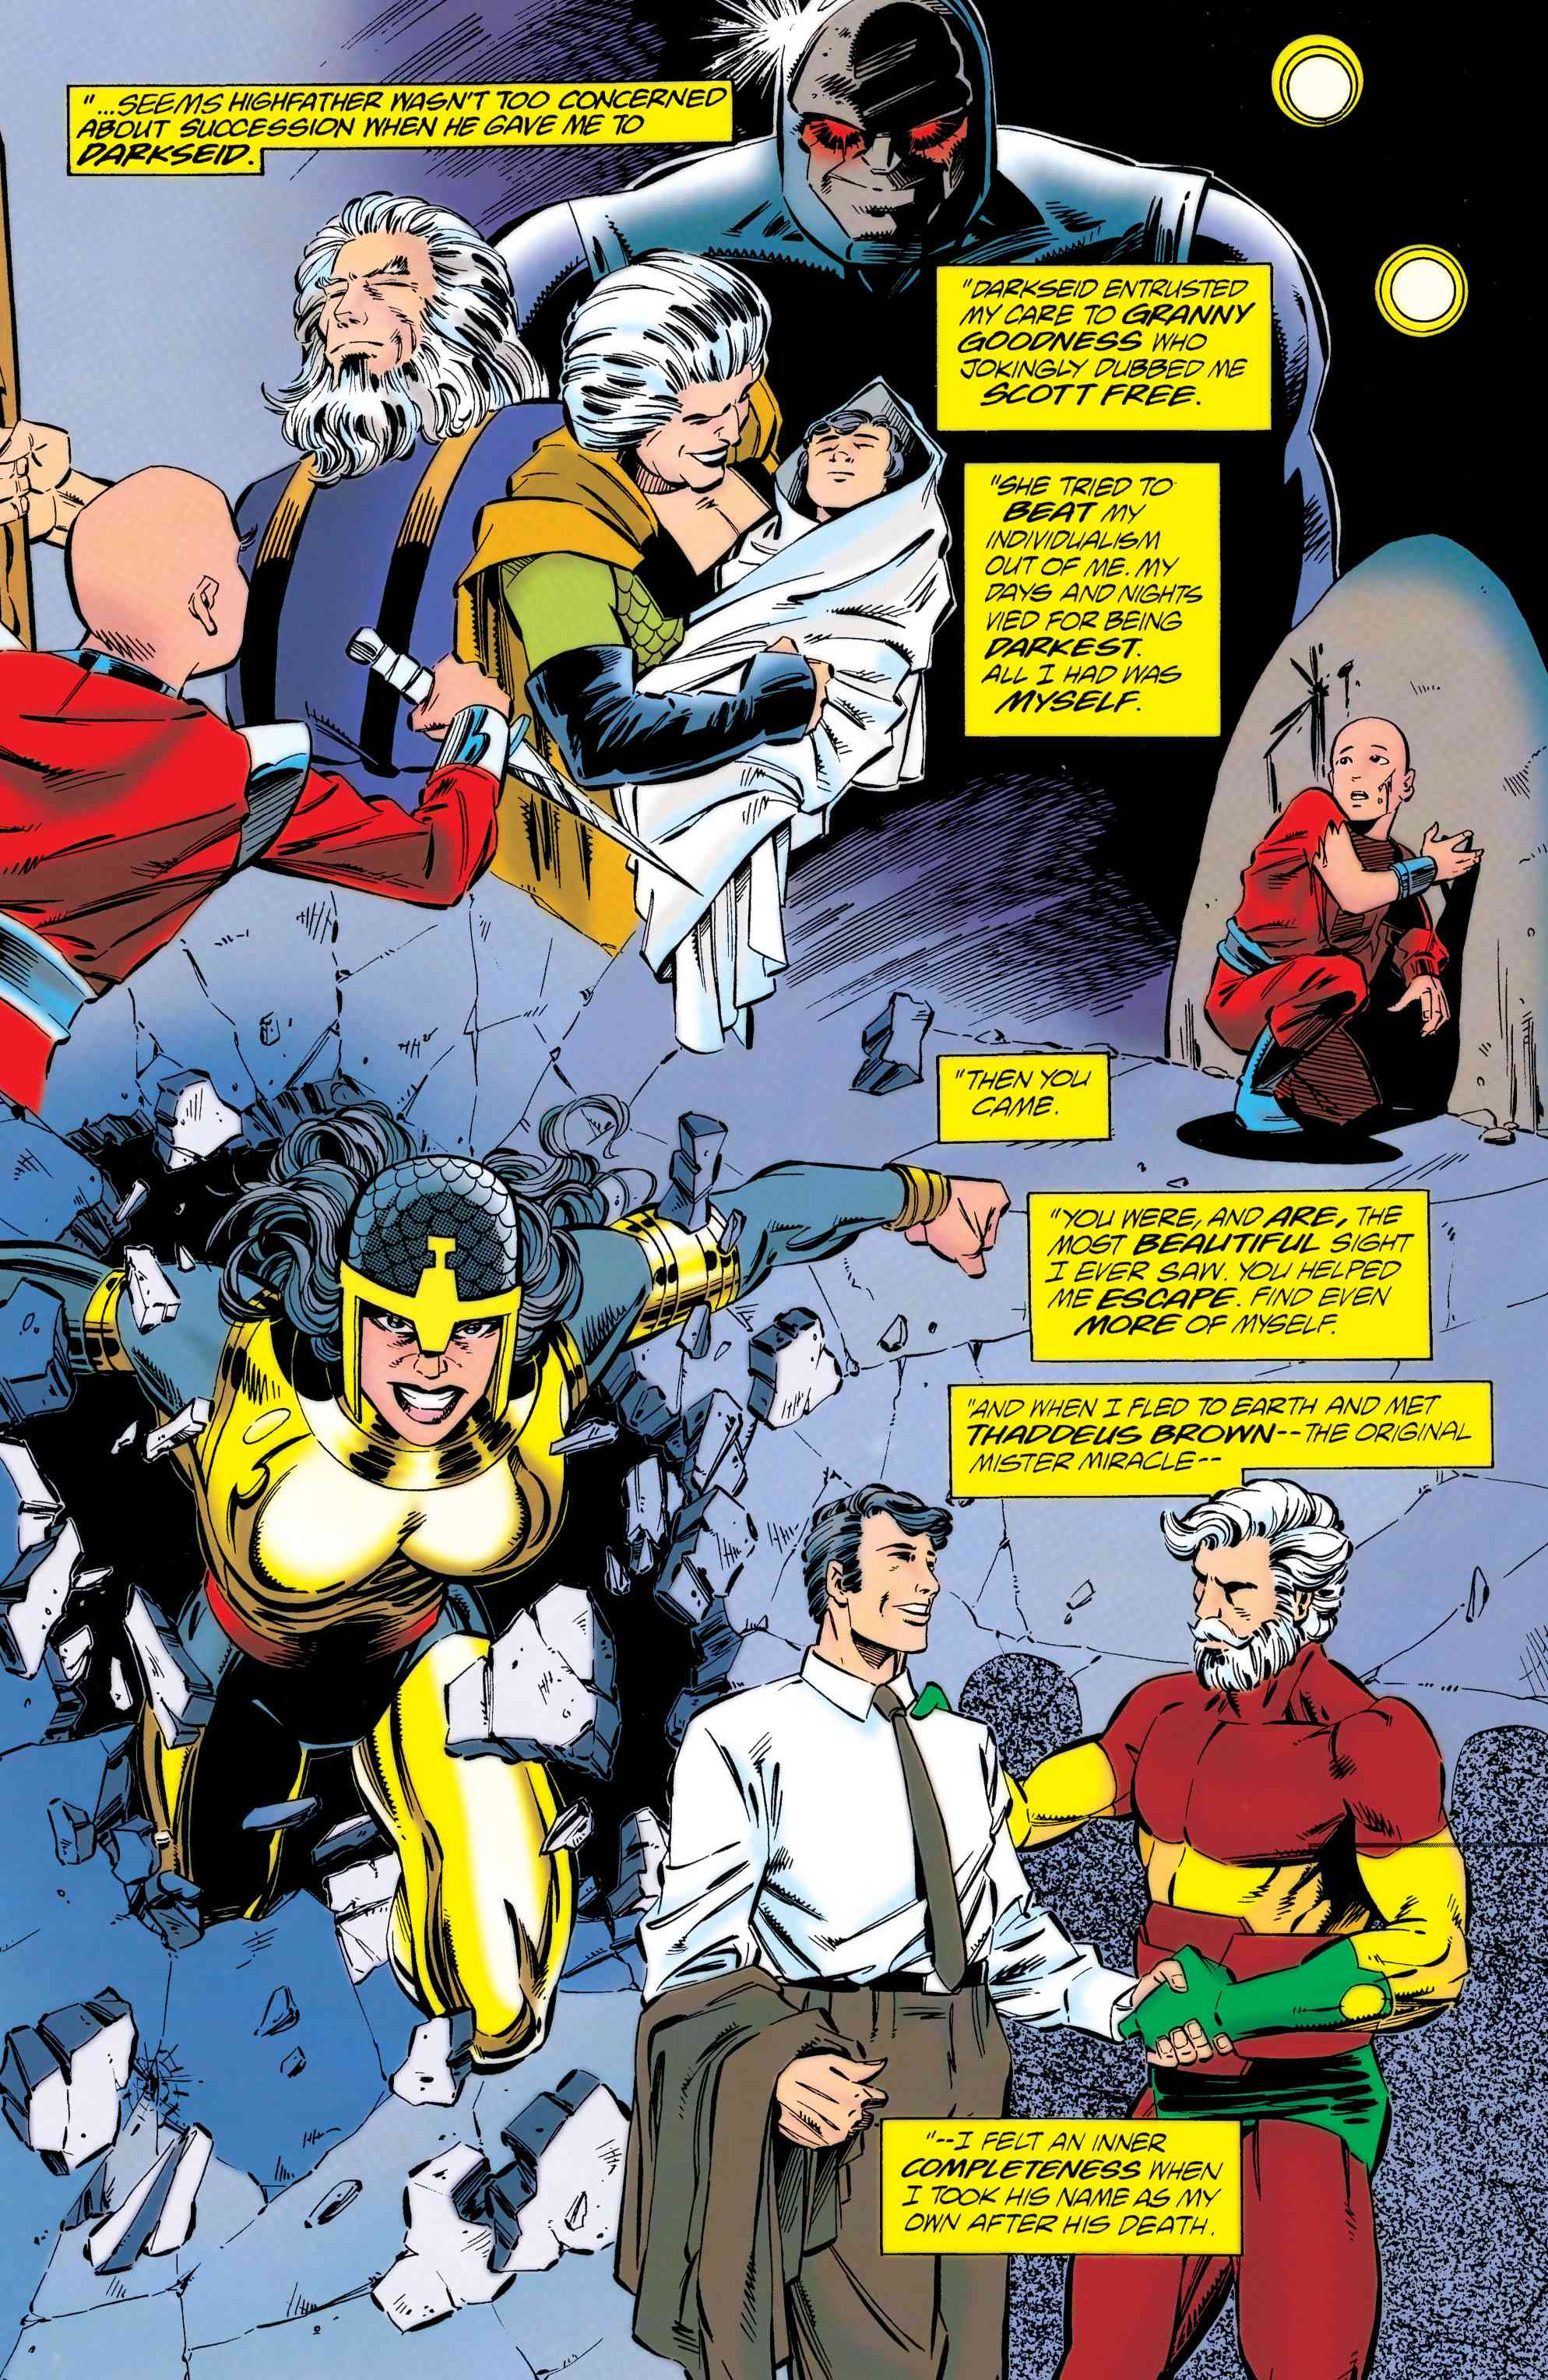 "...SEEMS HIGHFATHER WASN'T TOO CONCERNED
ABOUT SUCCESSION WHEN HE GAVE ME TO
DARKSEID.
"DARKSEID ENTRUSTED
MY CARE TO GRANNY
GOODNESS WHO
JOKINGLY DUBBED ME
SCOTT FREE.
"SHE TRIED TO
BEAT MY
INDIVIDUALISM
OUT OF ME. MY
DAYS AND NIGHTS
VIED FOR BEING
DARKEST.
ALL I HAD WAS
MYSELF.
"THEN YOU
CAME.
"YOU WERE, AND ARE, THE
MOST BEAUTIFUL SIGHT
I EVER SAW. YOU HELPED
ME ESCAPE. FIND EVEN
MORE OF MYSELF.
"AND WHEN I FLED TO EARTH AND MET
THADDEUS BROWN--THE ORIGINAL
MISTER MIRACLE--
"--I FELT AN INNER
COMPLETENESS WHEN
I TOOK HIS NAME AS MY
OWN AFTER HIS DEATH.